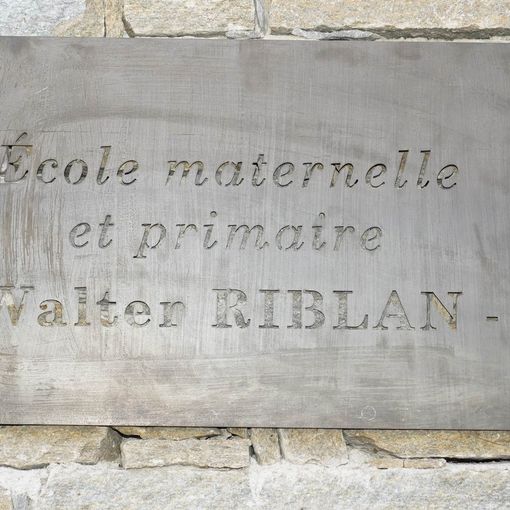 École maternelle
et primaire
Walter RIBLAN -